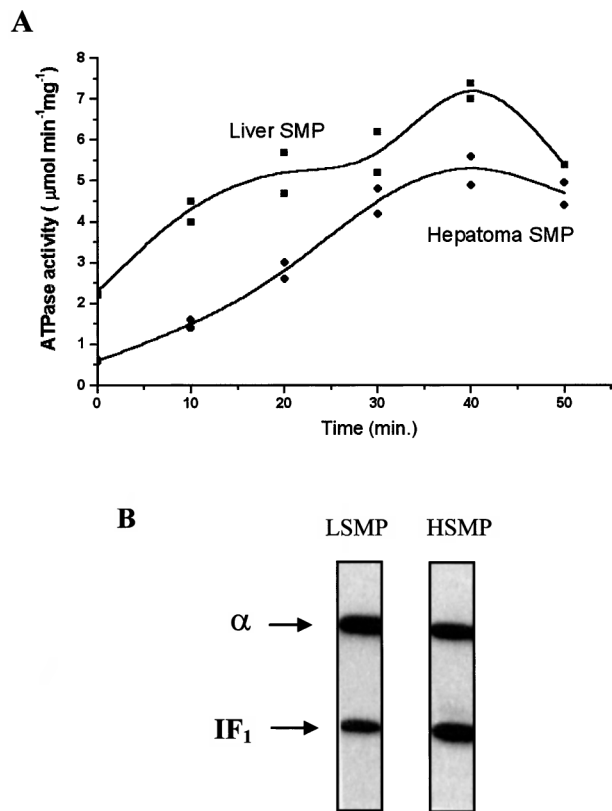 A
8
7
6
5
4
3
2
1
0
ATPase activity ( μmol min⁻¹mg⁻¹)
Liver SMP
Hepatoma SMP
0 10 20 30 40 50
Time (min.)
B
LSMP HSMP
α
IF₁